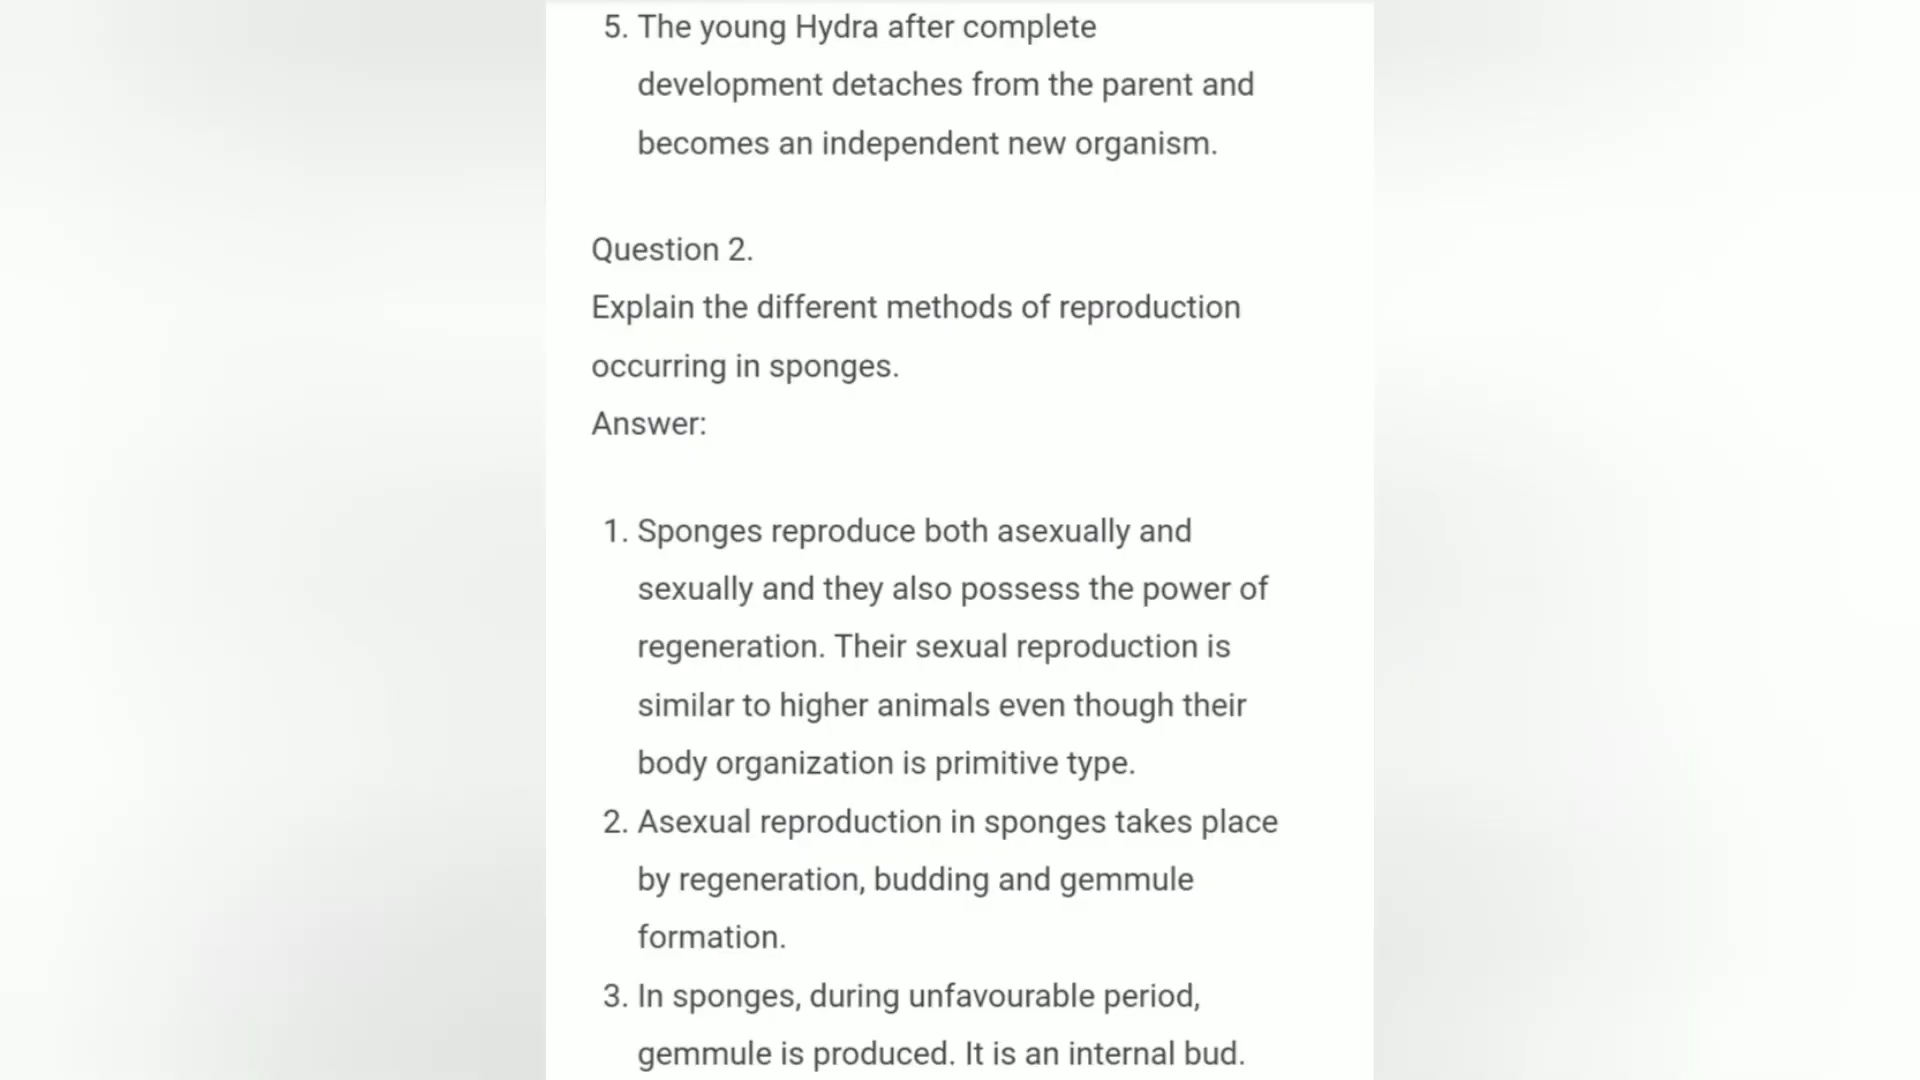 5. The young Hydra after complete
development detaches from the parent and
becomes an independent new organism.
Question 2.
Explain the different methods of reproduction
occurring in sponges.
Answer:
1. Sponges reproduce both asexually and
sexually and they also possess the power of
regeneration. Their sexual reproduction is
similar to higher animals even though their
body organization is primitive type.
2. Asexual reproduction in sponges takes place
by regeneration, budding and gemmule
formation.
3. In sponges, during unfavourable period,
gemmule is produced. It is an internal bud.